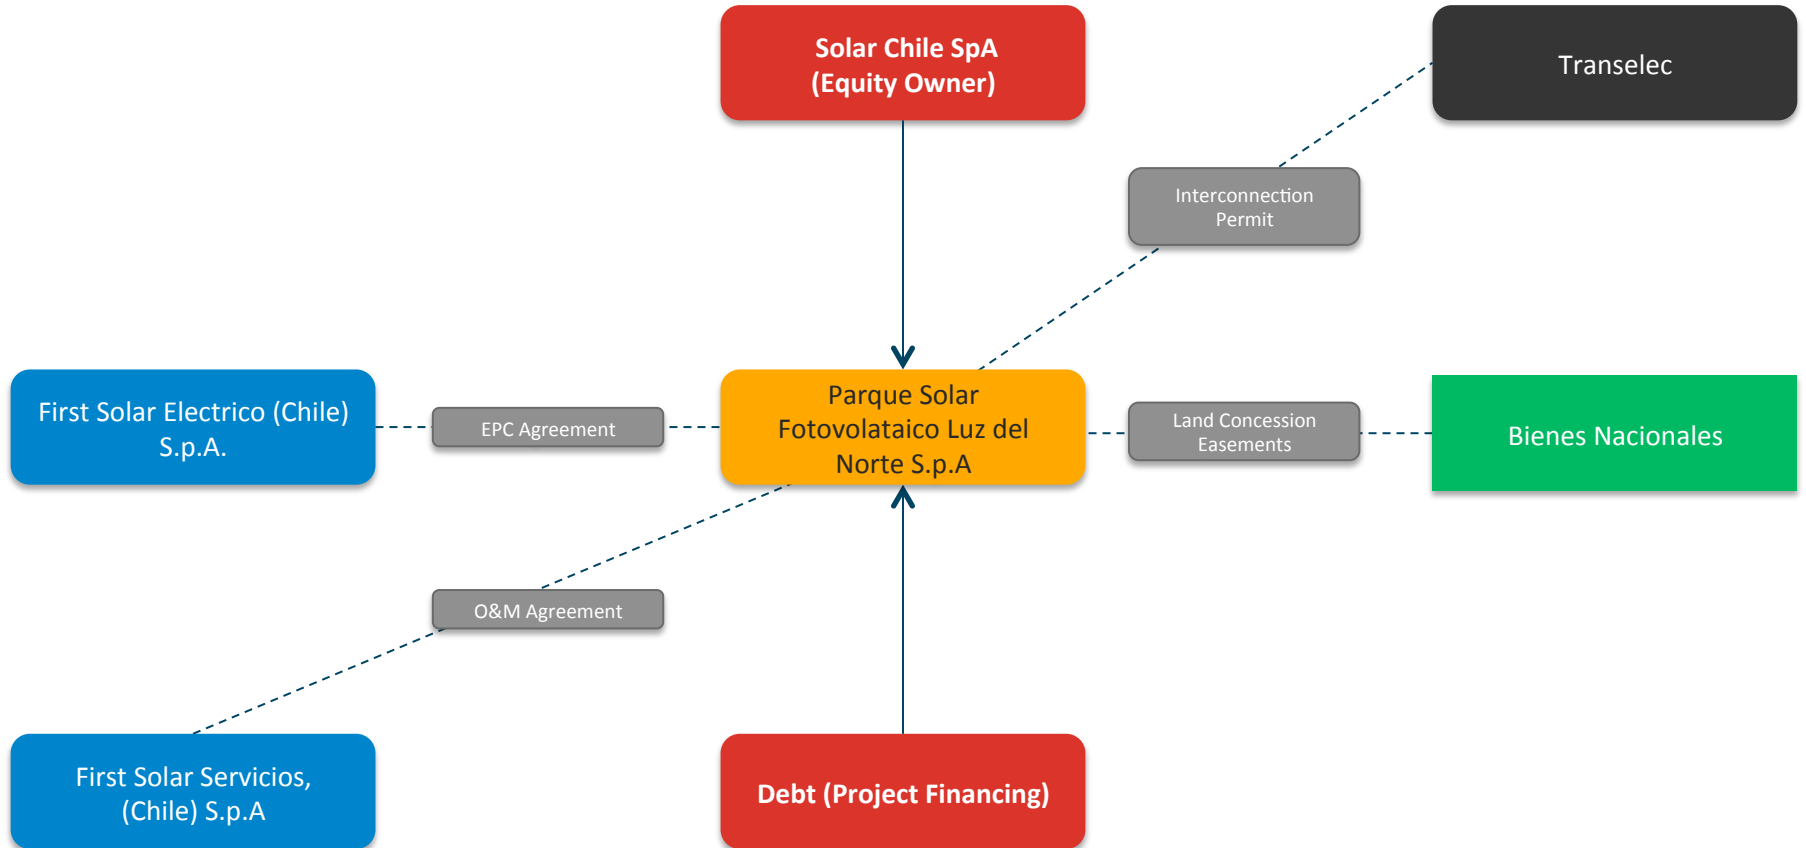 Solar Chile SpA
(Equity Owner)
Transelec
Interconnection
Permit
First Solar Electrico (Chile)
S.p.A.
EPC Agreement
Parque Solar
Fotovolataico Luz del
Norte S.p.A
Land Concession
Easements
Bienes Nacionales
O&M Agreement
First Solar Servicios,
(Chile) S.p.A
Debt (Project Financing)